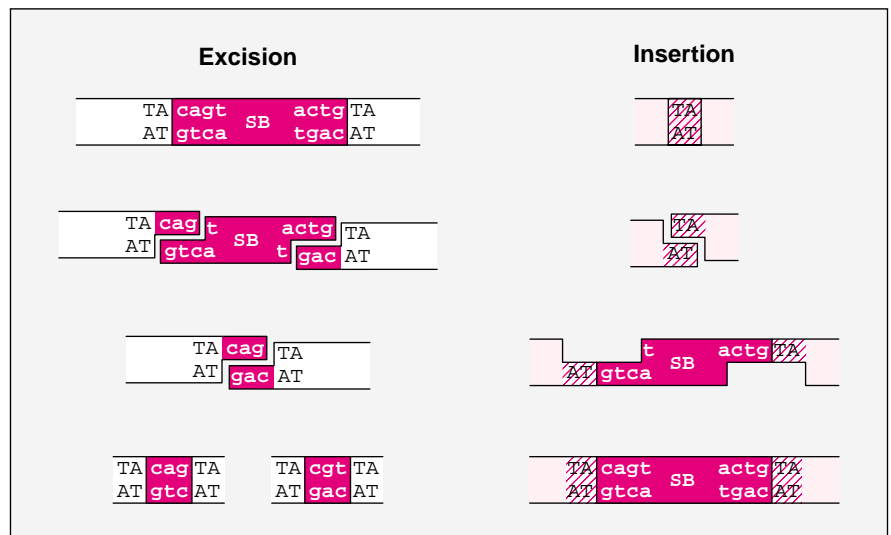 Excision
TA cagt actg TA
SB
AT gtca tgac AT
TA cag t actg TA
SB
AT gtca t gac AT
TA cag TA
AT gac AT
TA cag TA
AT gtc AT
TA cgt TA
AT gac AT
Insertion
TA
AT
TA
AT
t actg TA
SB
AT gtca
TA cagt actg TA
SB
AT gtca tgac AT